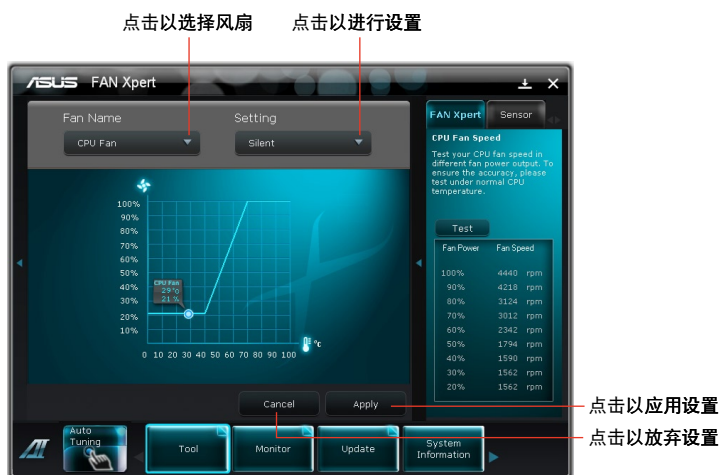 点击以选择风扇
点击以进行设置
ASUS FAN Xpert
Fan Name
Setting
CPU Fan
Silent
100%
90%
80%
70%
60%
50%
40%
30%
20%
10%
CPU Fan
29°c
21 %
0 10 20 30 40 50 60 70 80 90 100
°c
Cancel
Apply
FAN Xpert
Sensor
CPU Fan Speed
Test your CPU fan speed in
different fan power output. To
ensure the accuracy, please
test under normal CPU
temperature.
Test
Fan Power Fan Speed
100% 4440 rpm
90% 4218 rpm
80% 3124 rpm
70% 3012 rpm
60% 2342 rpm
50% 1794 rpm
40% 1590 rpm
30% 1562 rpm
20% 1562 rpm
点击以应用设置
点击以放弃设置
Auto
Tuning
Tool
Monitor
Update
System
Information